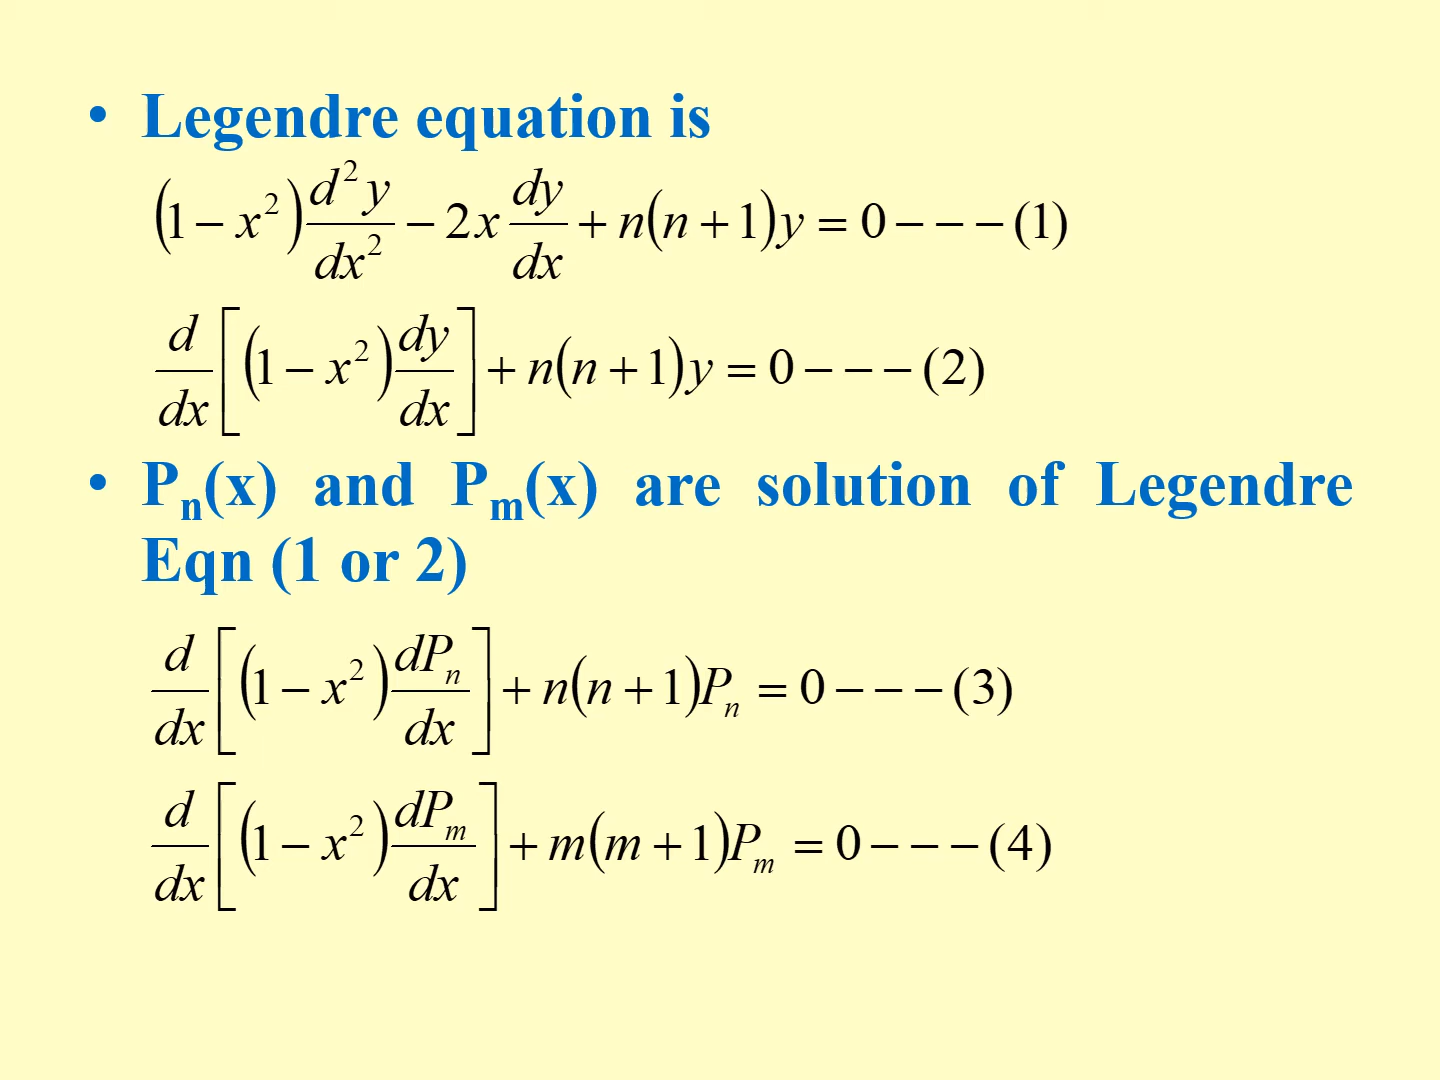 • Legendre equation is
(1 − x²) d²y/dx² − 2x dy/dx + n(n + 1)y = 0 − − − (1)
d/dx [(1 − x²) dy/dx] + n(n + 1)y = 0 − − − (2)
• Pₙ(x) and Pₘ(x) are solution of Legendre
Eqn (1 or 2)
d/dx [(1 − x²) dPₙ/dx] + n(n + 1)Pₙ = 0 − − − (3)
d/dx [(1 − x²) dPₘ/dx] + m(m + 1)Pₘ = 0 − − − (4)